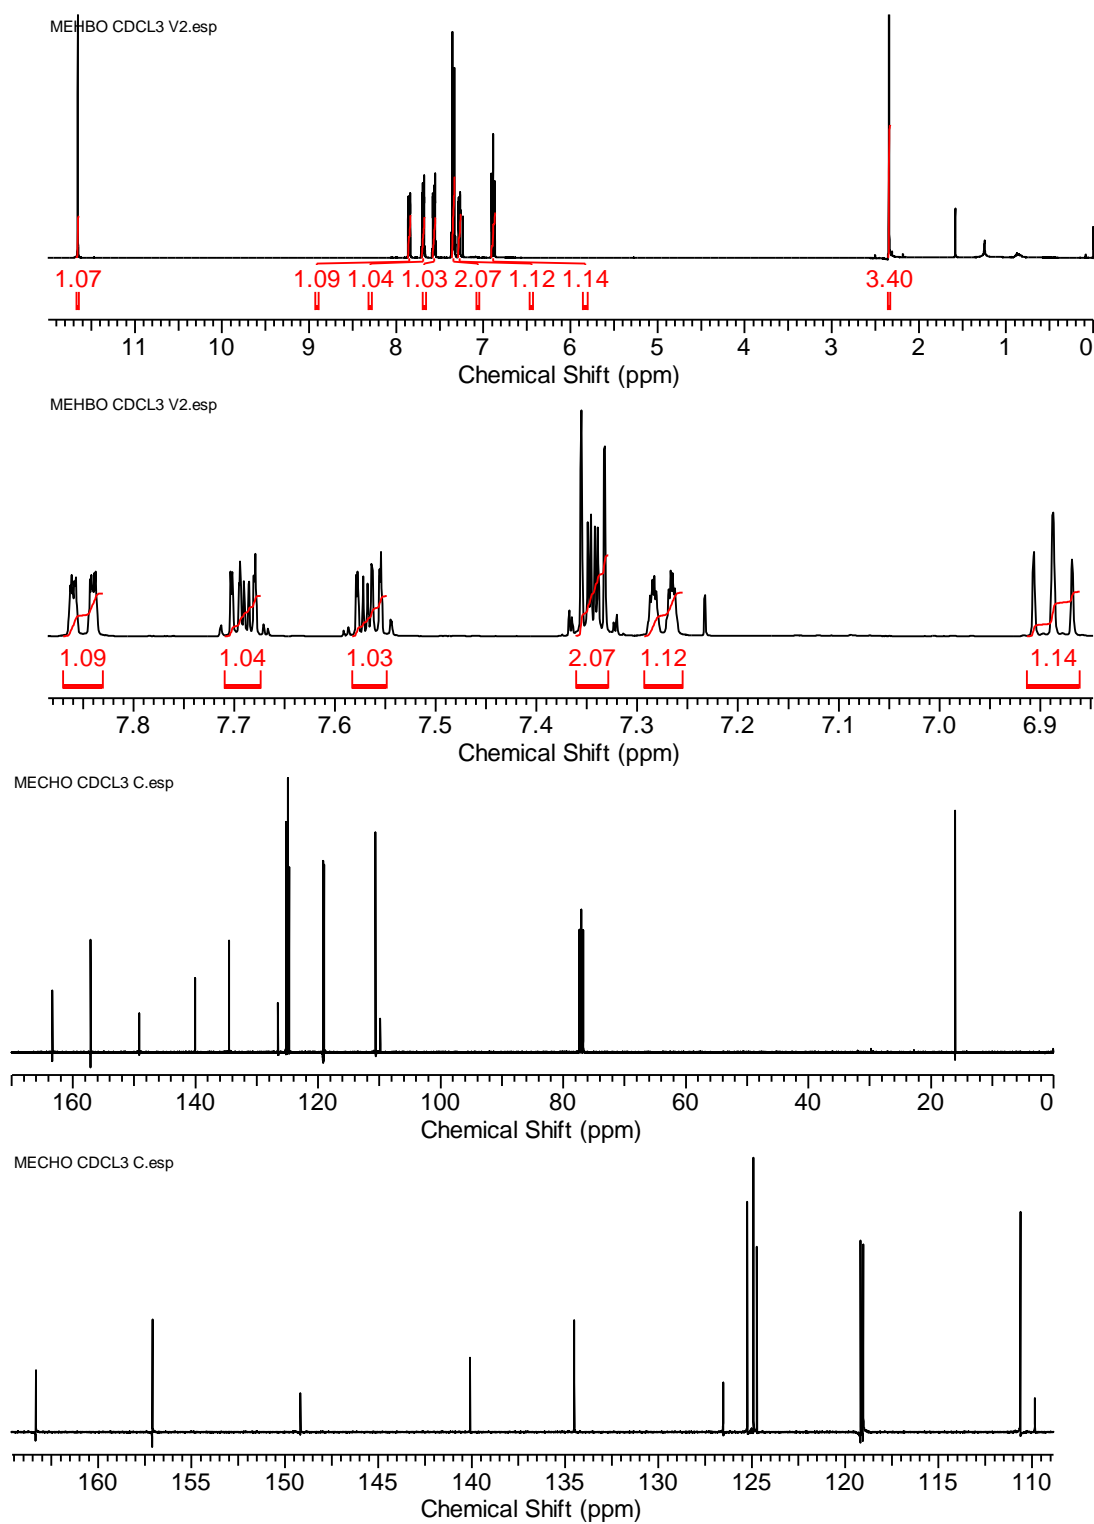 MEHBO CDCL3 V2.esp
1.07 1.09 1.04 1.03 2.07 1.12 1.14 3.40
11 10 9 8 7 6 5 4 3 2 1 0
Chemical Shift (ppm)
MEHBO CDCL3 V2.esp
1.09 1.04 1.03 2.07 1.12 1.14
7.8 7.7 7.6 7.5 7.4 7.3 7.2 7.1 7.0 6.9
Chemical Shift (ppm)
MECHO CDCL3 C.esp
160 140 120 100 80 60 40 20 0
Chemical Shift (ppm)
MECHO CDCL3 C.esp
160 155 150 145 140 135 130 125 120 115 110
Chemical Shift (ppm)